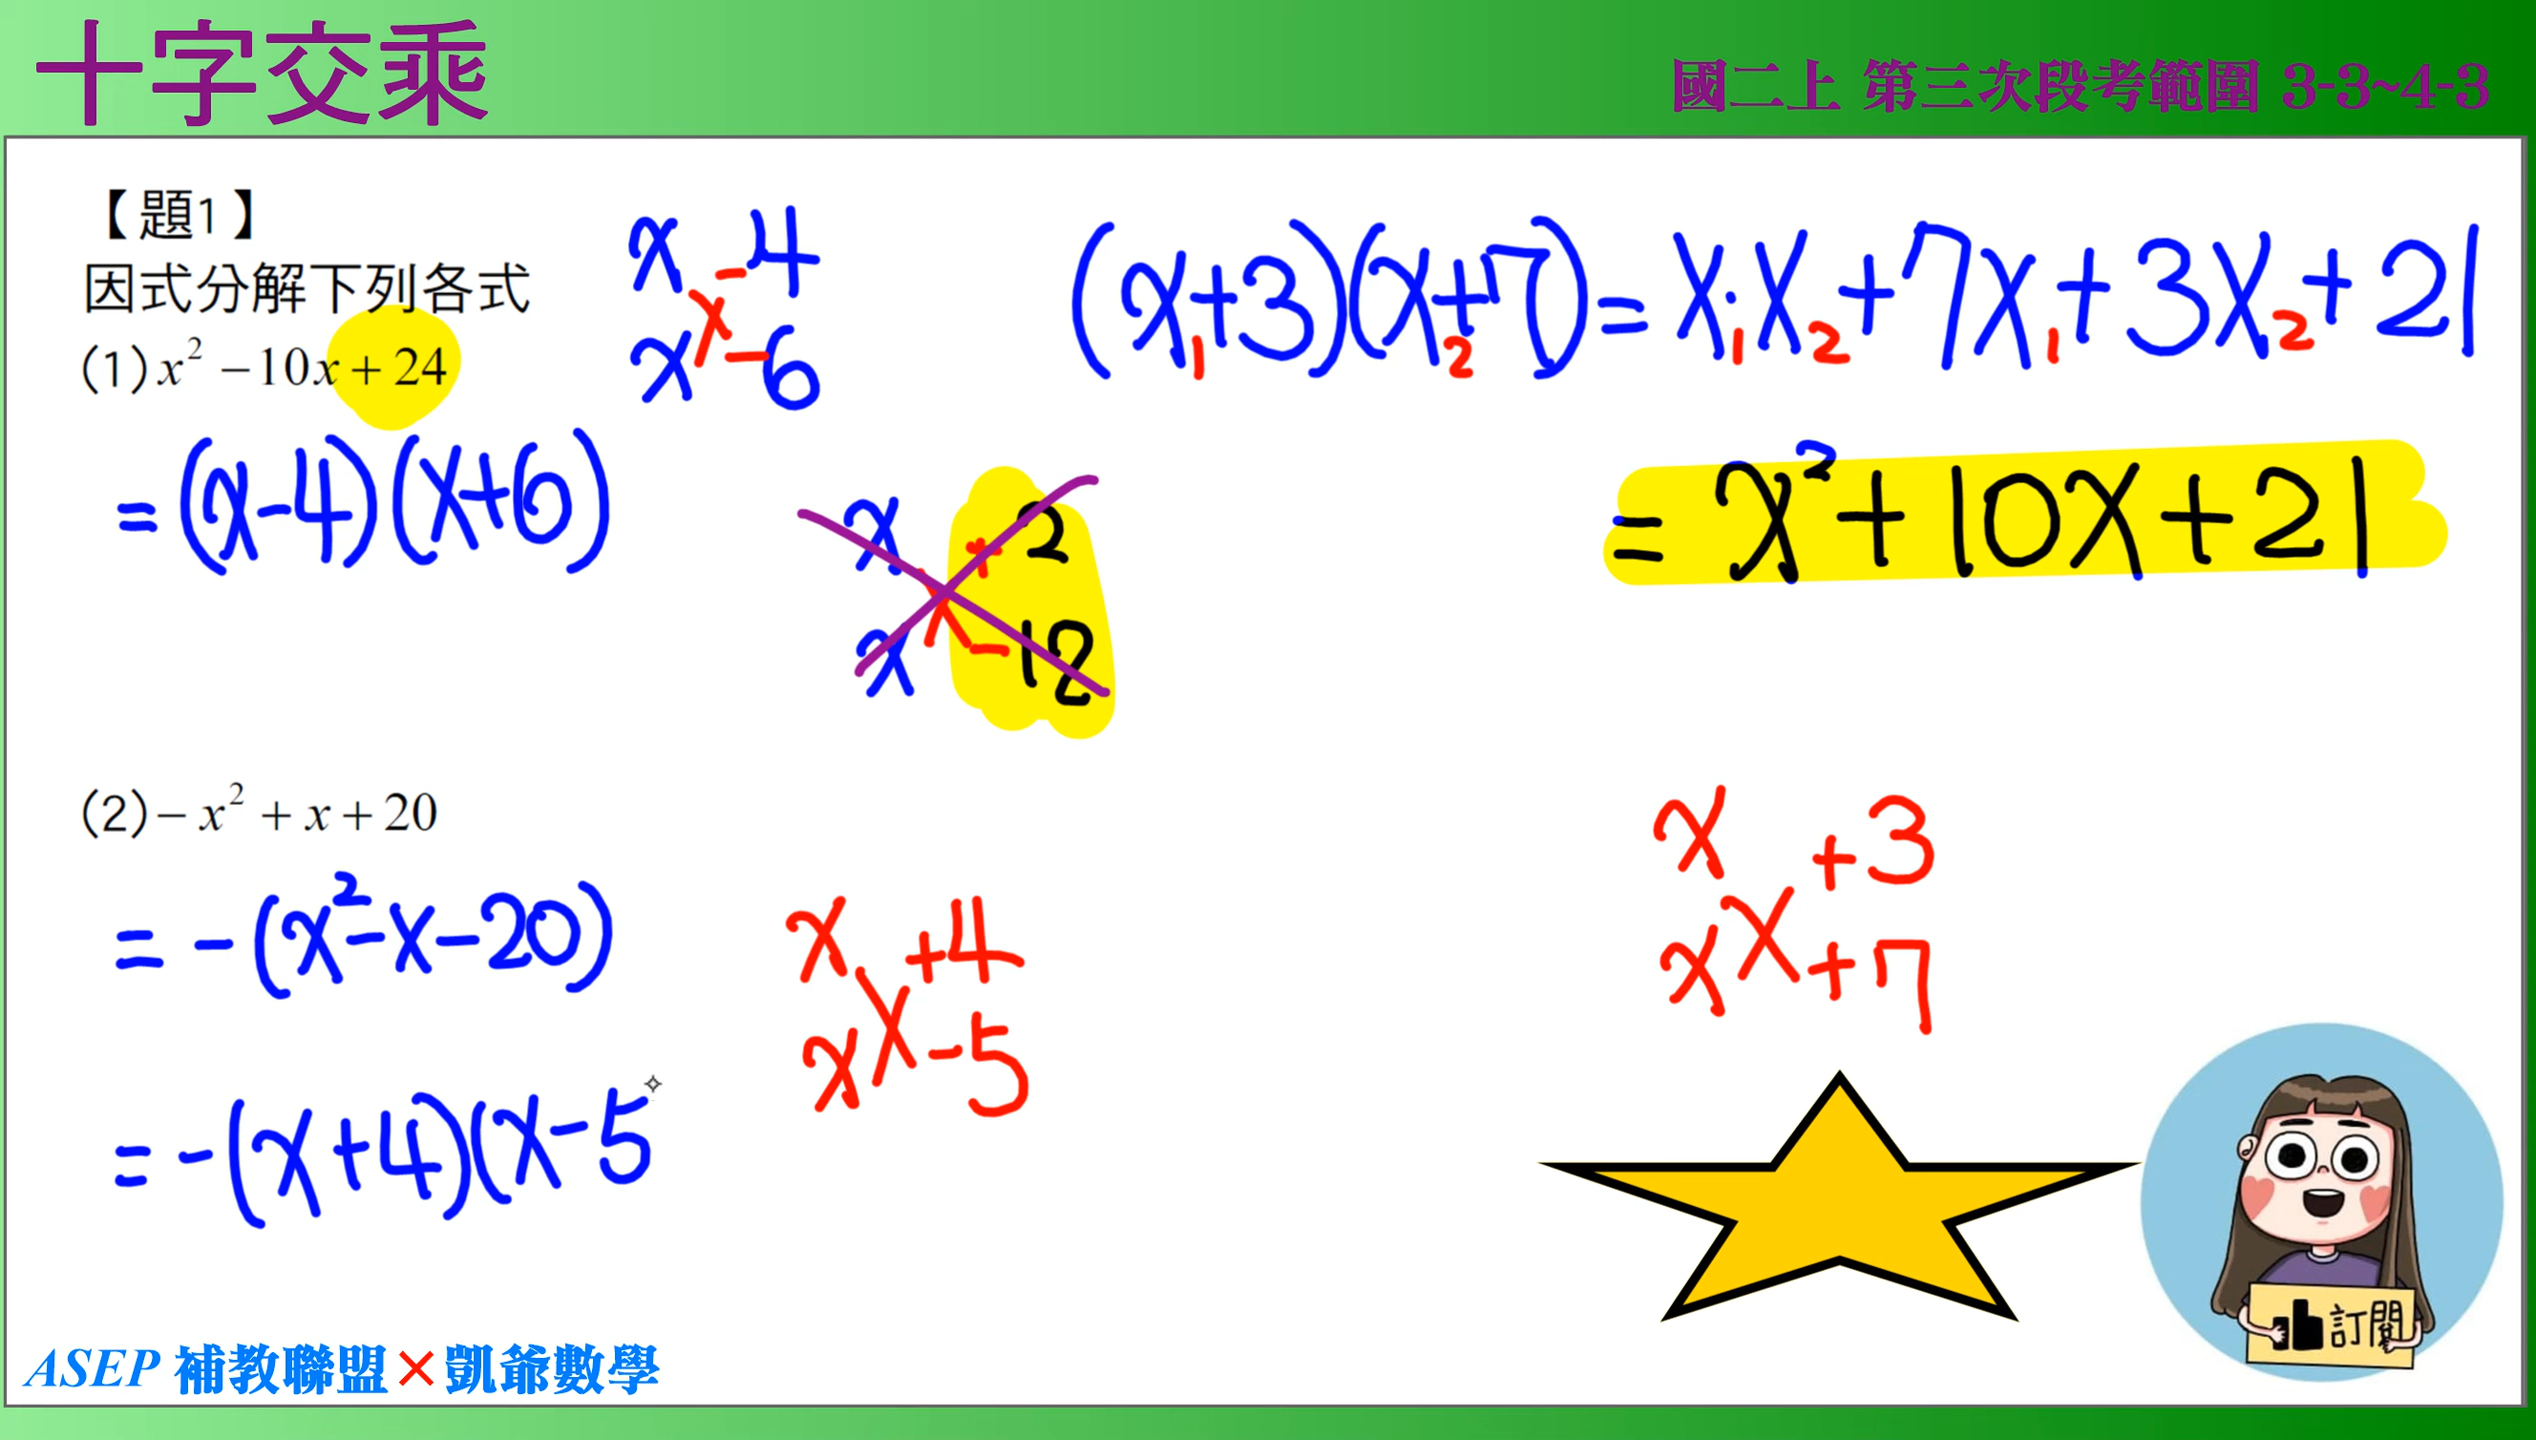 十字交乘
國二上 第三次段考範圍 3-3~4-3
【題1】
因式分解下列各式
(1) x² − 10x + 24
= (x-4)(x+6)
x -4
x -6
x + 2
x - 12
(x₁+3)(x₂+7) = x₁·x₂+7x₁+3x₂+21
= x²+10x+21
(2) − x² + x + 20
= -(x²-x-20)
= -(x+4)(x-5
x +4
x -5
x +3
x +7
訂閱
ASEP 補教聯盟×凱爺數學